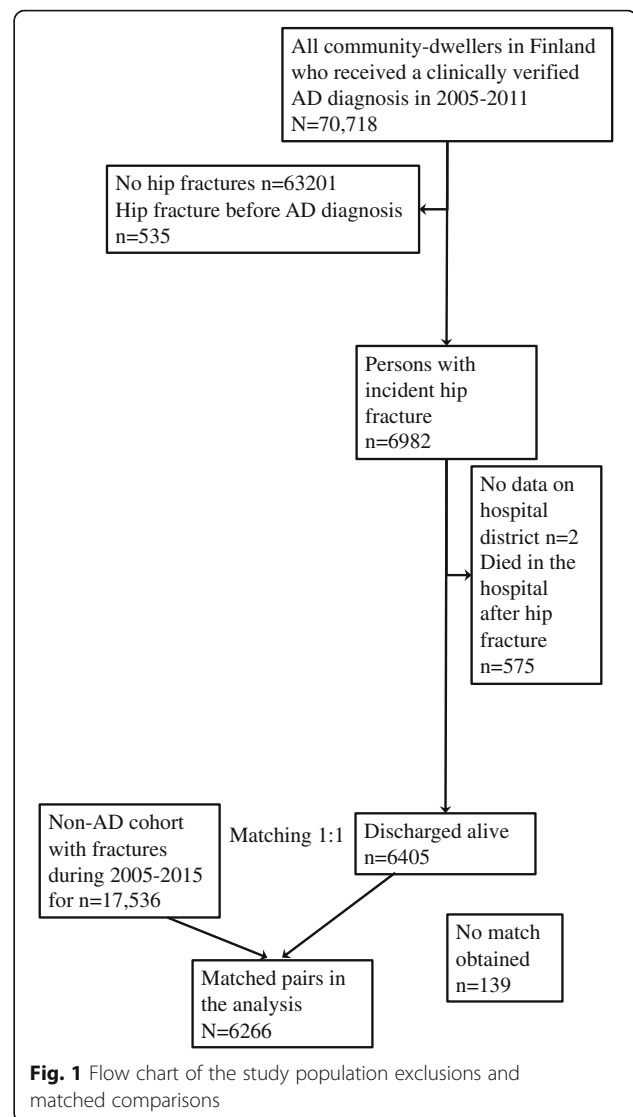 All community-dwellers in Finland
who received a clinically verified
AD diagnosis in 2005-2011
N=70,718
No hip fractures n=63201
Hip fracture before AD diagnosis
n=535
Persons with
incident hip
fracture
n=6982
No data on
hospital
district n=2
Died in the
hospital
after hip
fracture
n=575
Non-AD cohort
with fractures
during 2005-2015
for n=17,536
Matching 1:1
Discharged alive
n=6405
No match
obtained
n=139
Matched pairs in
the analysis
N=6266
Fig. 1 Flow chart of the study population exclusions and
matched comparisons